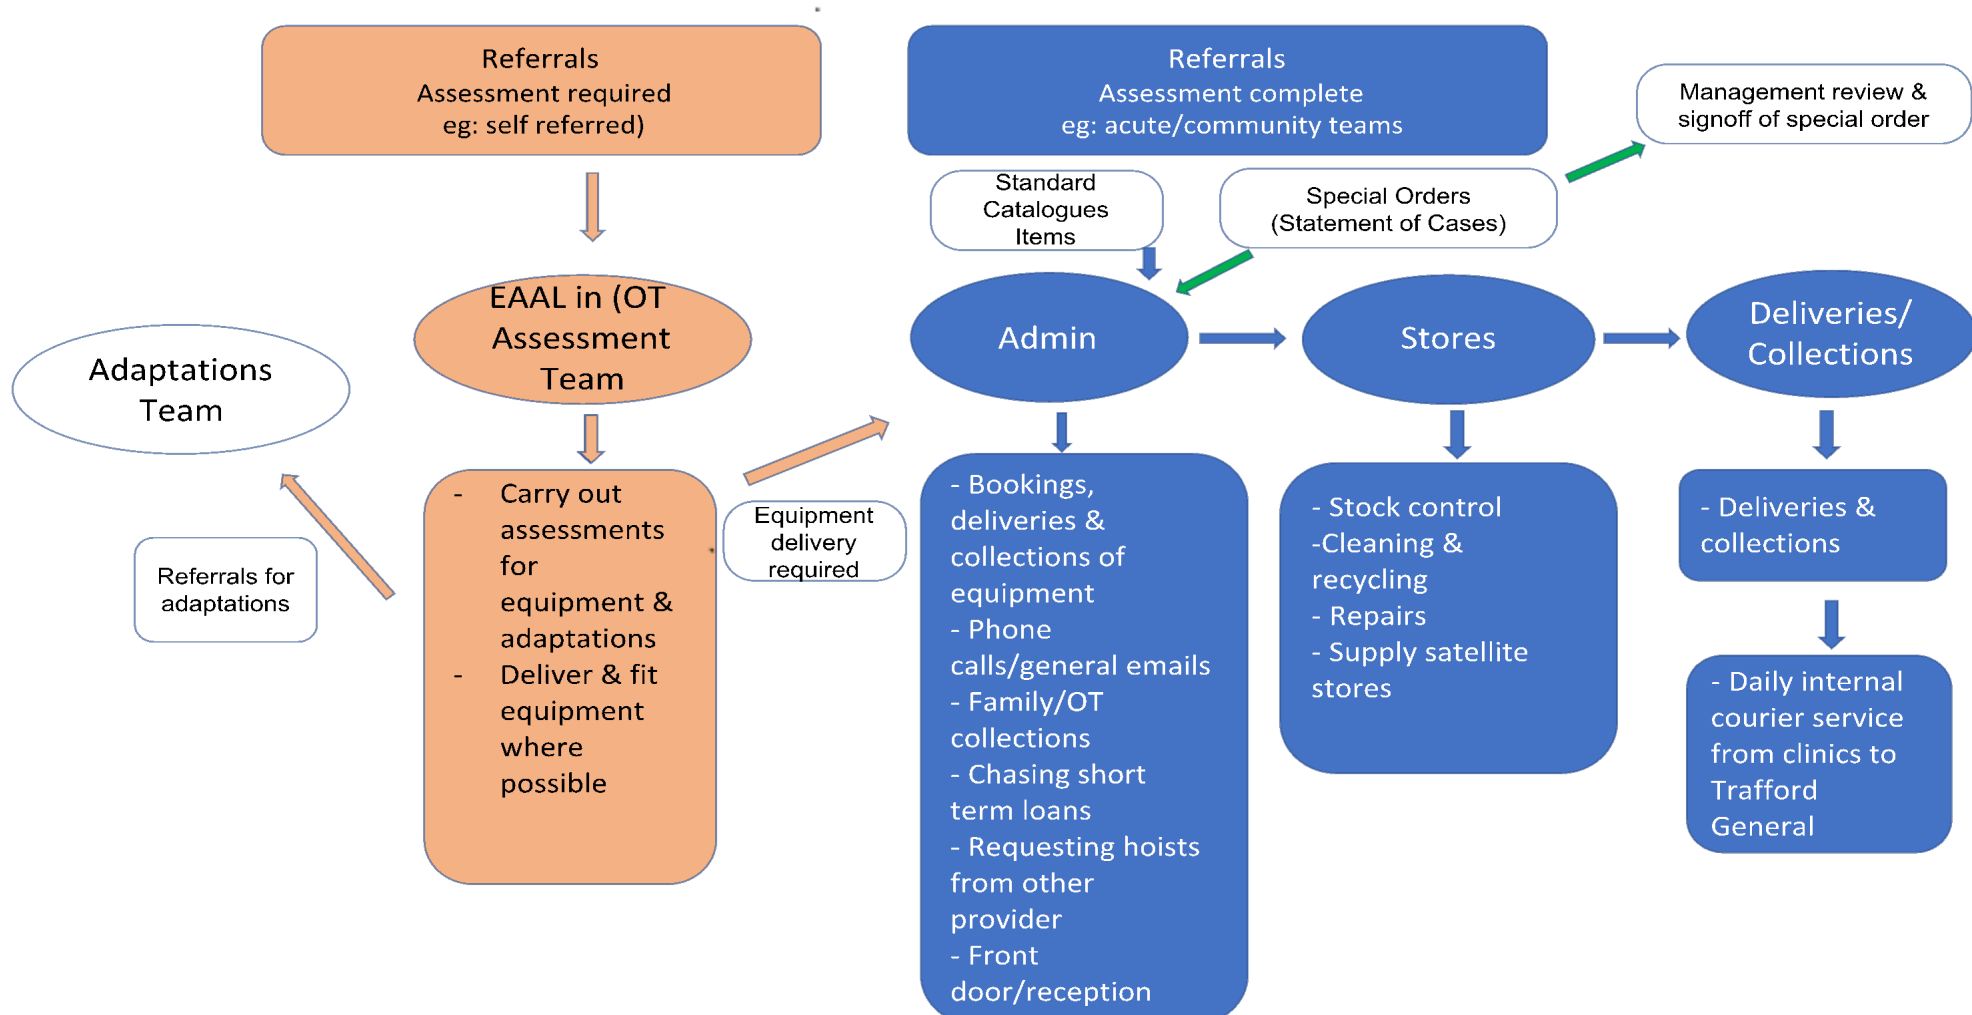 Referrals
Assessment required
eg: self referred)
Referrals
Assessment complete
eg: acute/community teams
Management review &
signoff of special order
Standard
Catalogues
Items
Special Orders
(Statement of Cases)
Adaptations
Team
EAAL in (OT
Assessment
Team
Admin
Stores
Deliveries/
Collections
Referrals for
adaptations
- Carry out
assessments
for
equipment &
adaptations
- Deliver & fit
equipment
where
possible
Equipment
delivery
required
- Bookings,
deliveries &
collections of
equipment
- Phone
calls/general emails
- Family/OT
collections
- Chasing short
term loans
- Requesting hoists
from other
provider
- Front
door/reception
- Stock control
-Cleaning &
recycling
- Repairs
- Supply satellite
stores
- Deliveries &
collections
- Daily internal
courier service
from clinics to
Trafford
General